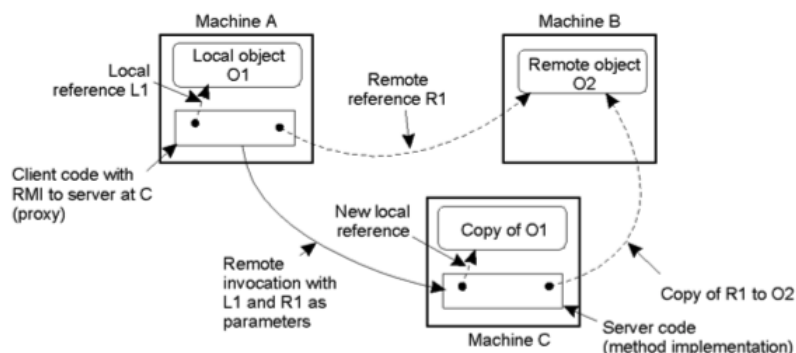 Machine A
Machine B
Local object
O1
Remote object
O2
Local
reference L1
Remote
reference R1
Client code with
RMI to server at C
(proxy)
New local
reference
Copy of O1
Remote
invocation with
L1 and R1 as
parameters
Copy of R1 to O2
Machine C
Server code
(method implementation)